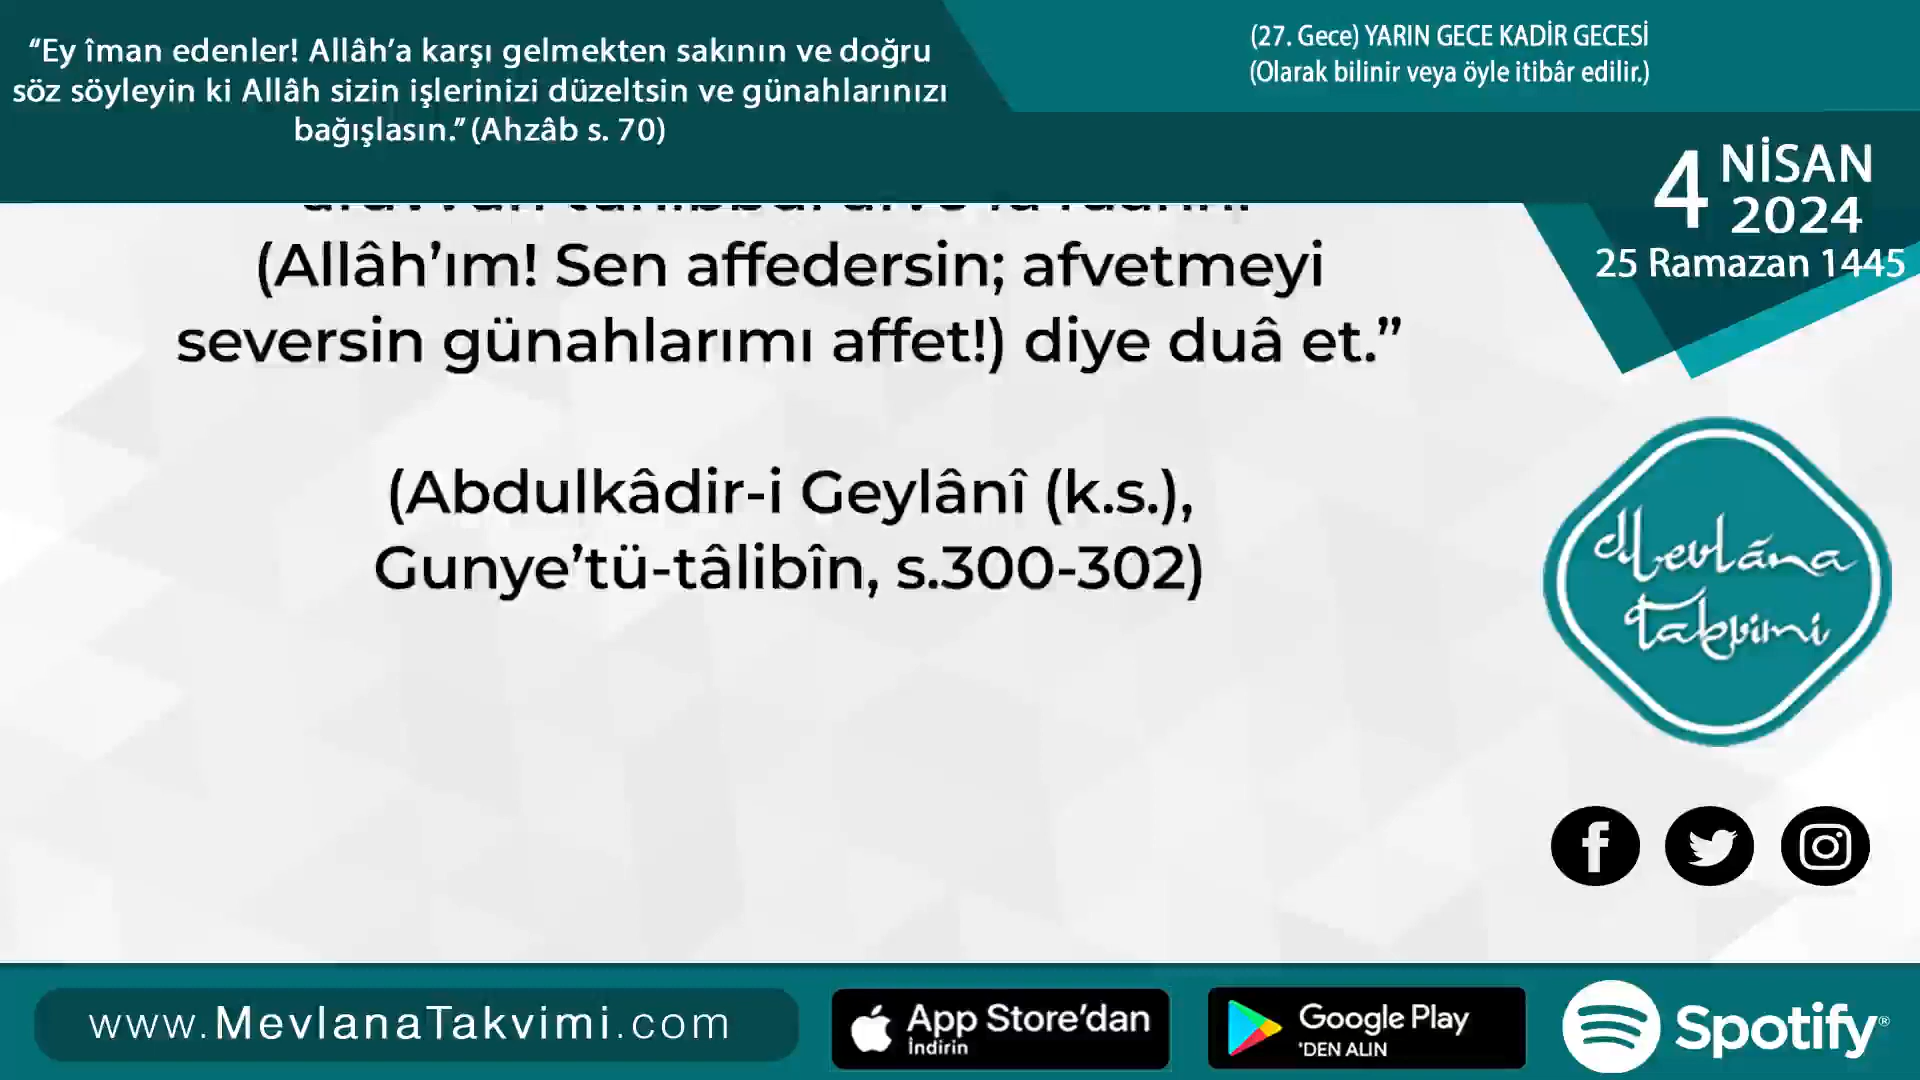 “Ey îman edenler! Allâh’a karşı gelmekten sakının ve doğru
söz söyleyin ki Allâh sizin işlerinizi düzeltsin ve günahlarınızı
bağışlasın.” (Ahzâb s. 70)
(27. Gece) YARIN GECE KADİR GECESİ
(Olarak bilinir veya öyle itibâr edilir.)
4 NİSAN
2024
25 Ramazan 1445
(Allâh’ım! Sen affedersin; afvetmeyi
seversin günahlarımı affet!) diye duâ et.”
(Abdulkâdir-i Geylânî (k.s.),
Gunye’tü-tâlibîn, s.300-302)
Mevlâna
Takvimi
www.MevlanaTakvimi.com
App Store’dan
İndirin
Google Play
'DEN ALIN
Spotify®